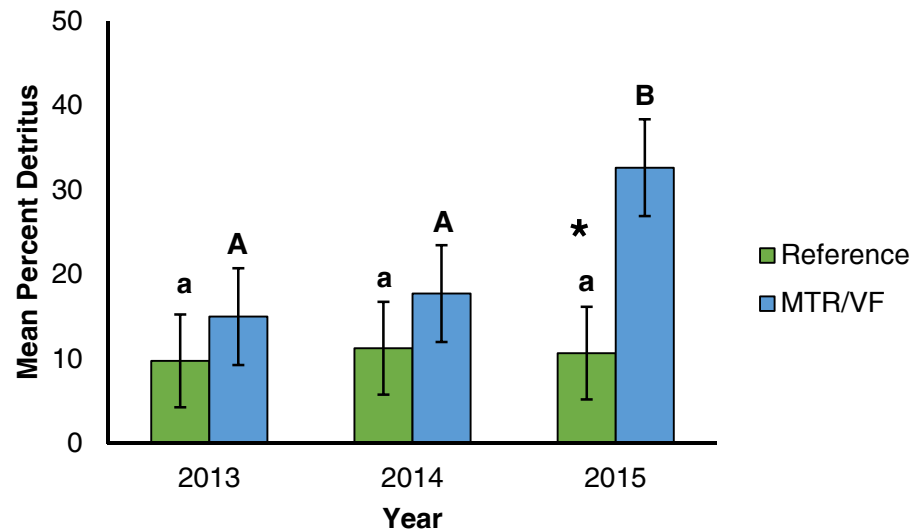 50
40
30
20
10
0
Mean Percent Detritus
a
A
a
A
*
a
B
2013
2014
2015
Year
Reference
MTR/VF